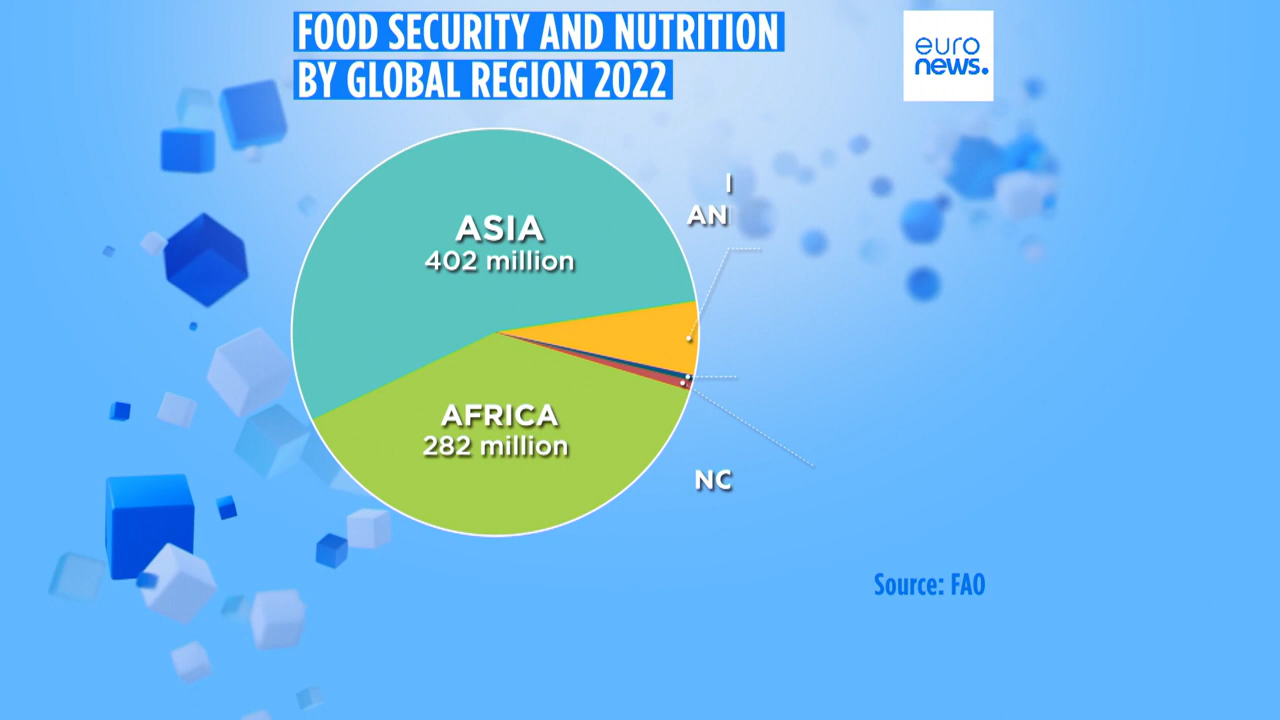 FOOD SECURITY AND NUTRITION
BY GLOBAL REGION 2022
euro
news.
ASIA
402 million
I
AN
AFRICA
282 million
NC
Source: FAO